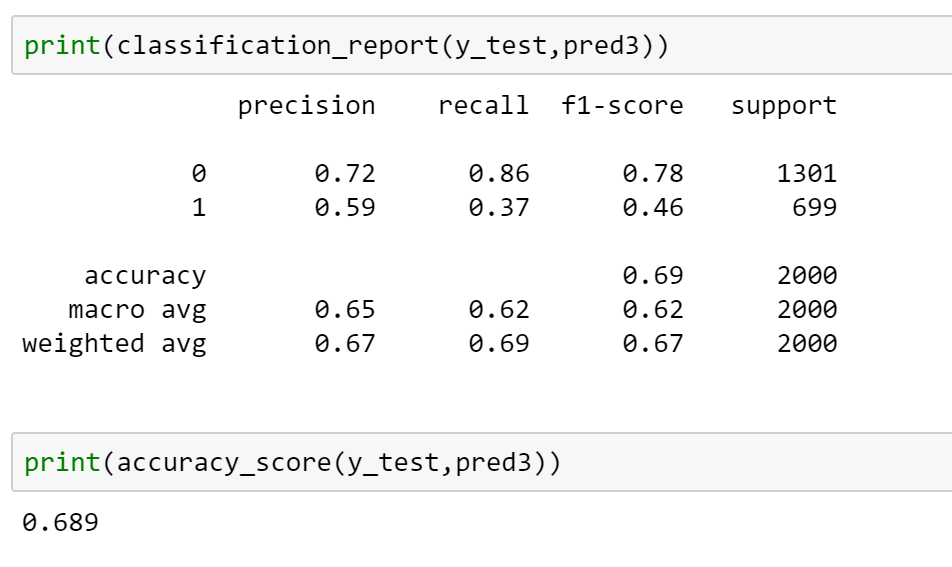 print(classification_report(y_test,pred3))
precision recall f1-score support
0 0.72 0.86 0.78 1301
1 0.59 0.37 0.46 699
accuracy 0.69 2000
macro avg 0.65 0.62 0.62 2000
weighted avg 0.67 0.69 0.67 2000
print(accuracy_score(y_test,pred3))
0.689